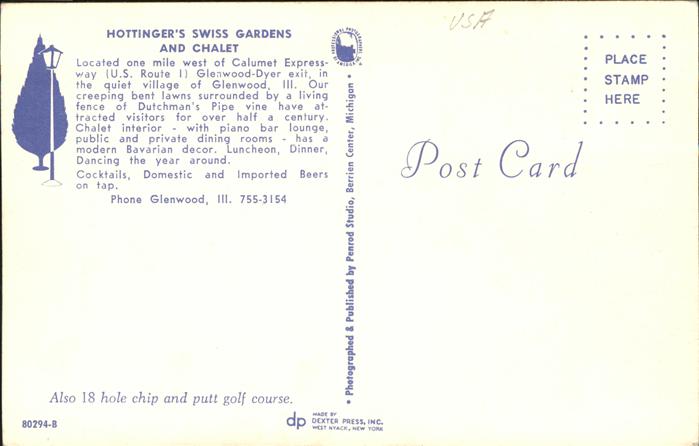 USA
HOTTINGER'S SWISS GARDENS
AND CHALET
Located one mile west of Calumet Express-
way (U.S. Route I) Glenwood-Dyer exit, in
the quiet village of Glenwood, Ill. Our
creeping bent lawns surrounded by a living
fence of Dutchman's Pipe vine have at-
tracted visitors for over half a century.
Chalet interior - with piano bar lounge,
public and private dining rooms - has a
modern Bavarian decor. Luncheon, Dinner,
Dancing the year around.
Cocktails, Domestic and Imported Beers
on tap.
Phone Glenwood, Ill. 755-3154
Also 18 hole chip and putt golf course.
80294-B
• Photographed & Published by Penrod Studio, Berrien Center, Michigan •
dp
MADE BY
DEXTER PRESS, INC.
WEST NYACK, NEW YORK
Post Card
PLACE
STAMP
HERE